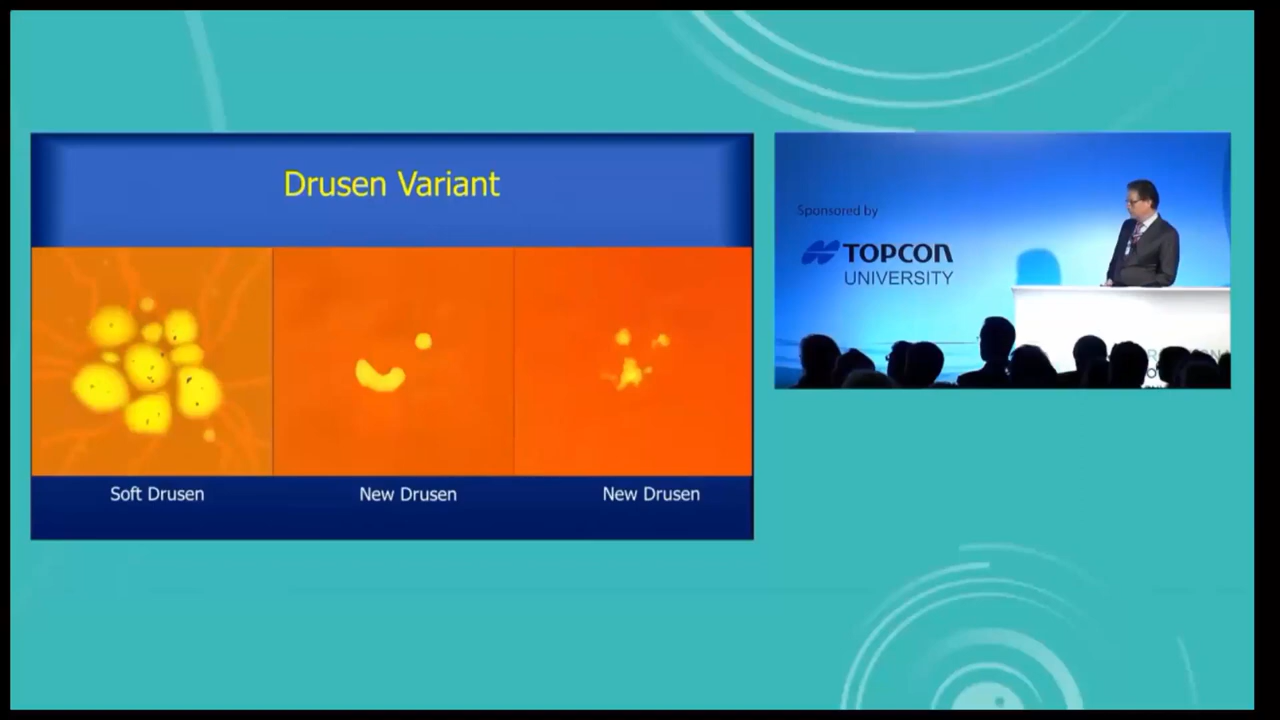 Drusen Variant
Soft Drusen
New Drusen
New Drusen
Sponsored by
TOPCON
UNIVERSITY